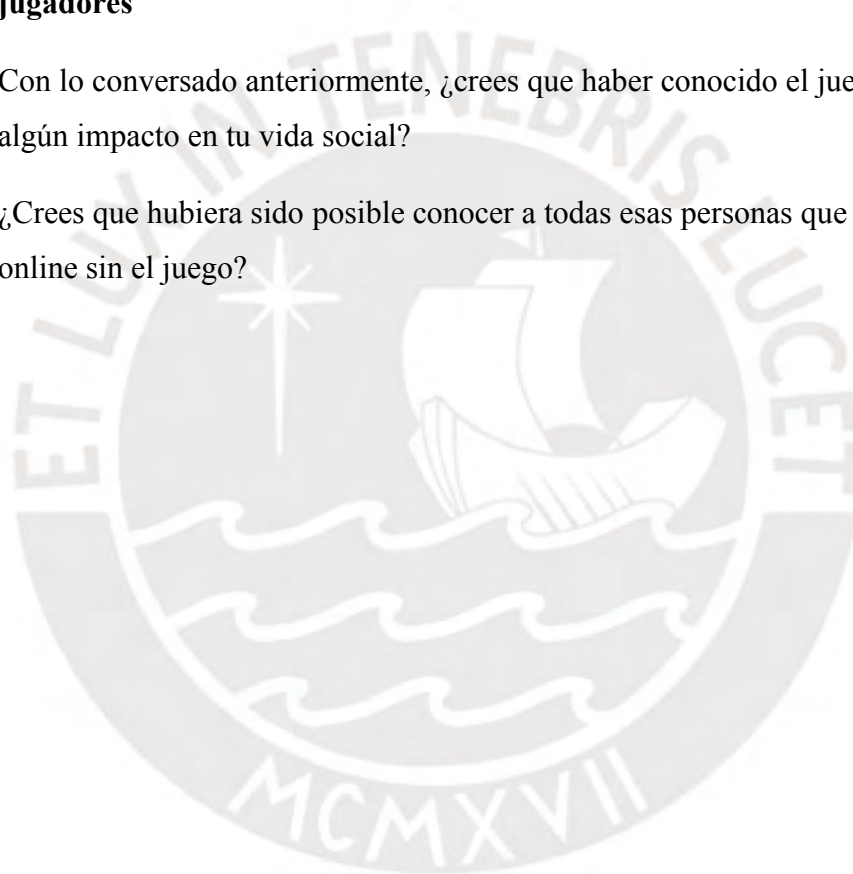 jugadores
Con lo conversado anteriormente, ¿crees que haber conocido el jue
algún impacto en tu vida social?
¿Crees que hubiera sido posible conocer a todas esas personas que
online sin el juego?
ET LUX IN TENEBRIS LUCET
MCMXVII